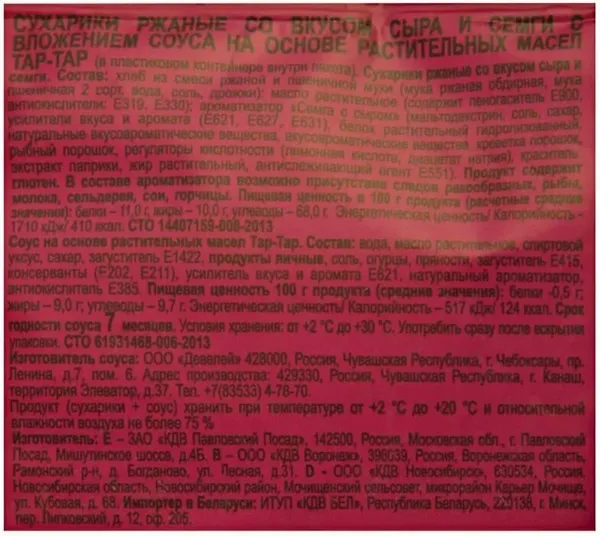 СУХАРИКИ РЖАНЫЕ СО ВКУСОМ СЫРА И СЕМГИ С
ВЛОЖЕНИЕМ СОУСА НА ОСНОВЕ РАСТИТЕЛЬНЫХ МАСЕЛ
ТАР-ТАР (в пластиковом контейнере внутри пакета). Сухарики ржаные со вкусом сыра и
семги. Состав: хлеб из смеси ржаной и пшеничной муки (мука ржаная обдирная, мука
пшеничная 2 сорт, вода, соль, дрожжи); масло растительное (содержит пеногаситель Е900,
антиокислители: Е319, Е330); ароматизатор «Семга с сыром» (мальтодекстрин, соль, сахар,
усилители вкуса и аромата (Е621, Е627, Е631), белок растительный гидролизованный,
натуральные вкусоароматические вещества, вкусоароматические вещества, креветка порошок,
рыбный порошок, регуляторы кислотности (лимонная кислота, диацетат натрия), краситель
экстракт паприки, жир растительный, антислеживающий агент Е551). Продукт содержит
глютен. В составе ароматизатора возможно присутствие следов ракообразных, рыбы,
молока, сельдерея, сои, горчицы. Пищевая ценность в 100 г продукта (расчетные средние
значения): белки - 11,0 г; жиры - 10,0 г; углеводы - 68,0 г. Энергетическая ценность/ Калорийность -
1710 кДж/ 410 ккал. СТО 14407159-008-2013
Соус на основе растительных масел Тар-Тар. Состав: вода, масло растительное, спиртовой
уксус, сахар, загуститель Е1422, продукты яичные, соль, огурцы, пряности, загуститель Е415,
консерванты (Е202, Е211), усилитель вкуса и аромата Е621, натуральный ароматизатор,
антиокислитель Е385. Пищевая ценность 100 г продукта (средние значения): белки -0,5 г;
жиры – 9,0 г; углеводы – 9,7 г. Энергетическая ценность/ Калорийность – 517 кДж/ 124 ккал. Срок
годности соуса 7 месяцев. Условия хранения: от +2 °С до +30 °С. Употребить сразу после вскрытия
упаковки. СТО 61931468-006-2013
Изготовитель соуса: ООО «Девелей» 428000, Россия, Чувашская Республика, г. Чебоксары, пр.
Ленина, д.7, пом. 6. Адрес производства: 429330, Россия, Чувашская Республика, г. Канаш,
территория Элеватор, д.37. Тел. +7(83533) 4-78-70.
Продукт (сухарики + соус) хранить при температуре от +2 °С до +20 °С и относительной
влажности воздуха не более 75 %
Изготовитель: Е – ЗАО «КДВ Павловский Посад», 142500, Россия, Московская обл., г. Павловский
Посад, Мишутинское шоссе, д.4Б. В – ООО «КДВ Воронеж», 396039, Россия, Воронежская область,
Рамонский р-н, д. Богданово, ул. Лесная, д.31. D - ООО «КДВ Новосибирск», 630534, Россия,
Новосибирская область, Новосибирский район, Мочищенский сельсовет, микрорайон Карьер Мочище,
ул. Кубовая, д. 68. Импортер в Беларуси: ИТУП «КДВ БЕЛ», Республика Беларусь, 220138, г. Минск,
пер. Липковский, д. 12, оф. 205.